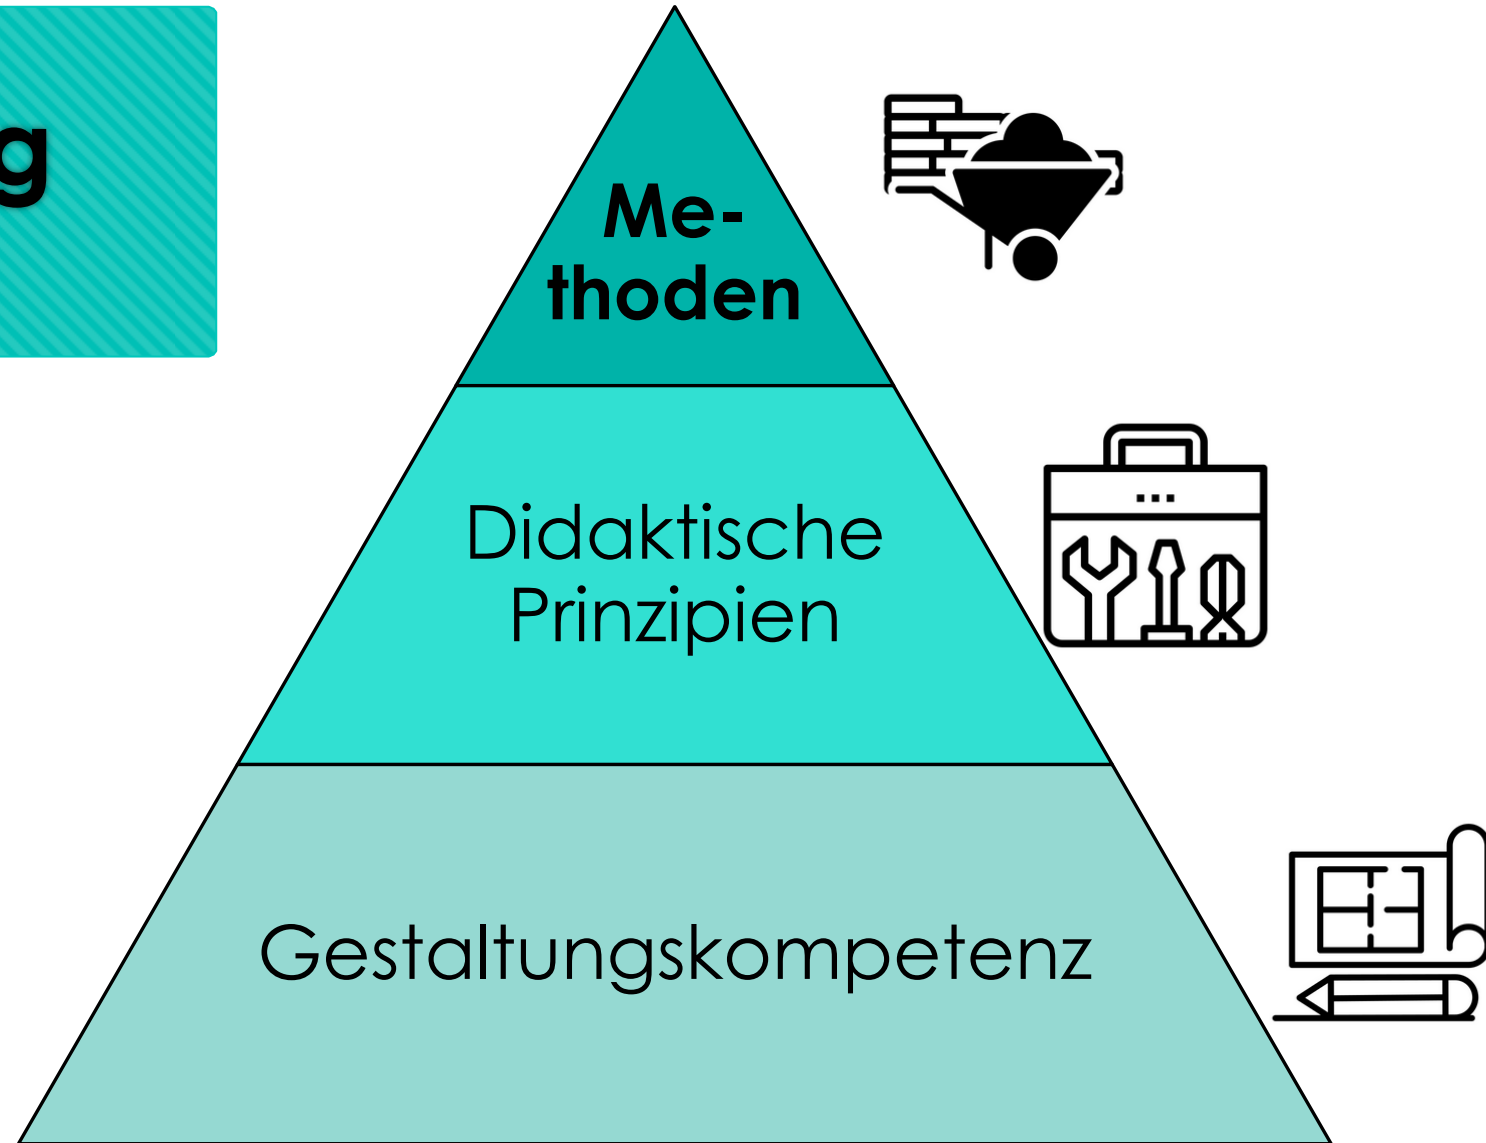 g
Me-
thoden
Didaktische
Prinzipien
Gestaltungskompetenz